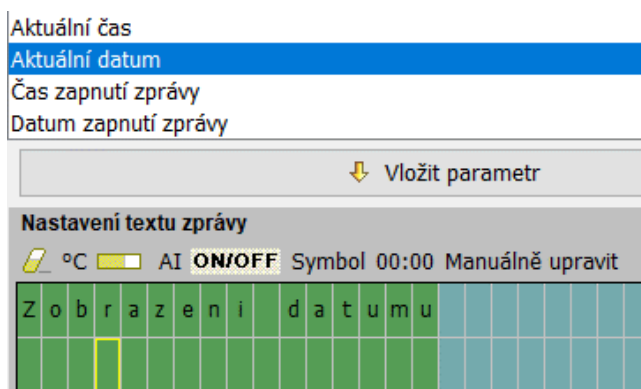 Aktuální čas
Aktuální datum
Čas zapnutí zprávy
Datum zapnutí zprávy
Vložit parametr
Nastavení textu zprávy
°C AI ON/OFF Symbol 00:00 Manuálně upravit
Zobrazeni datumu